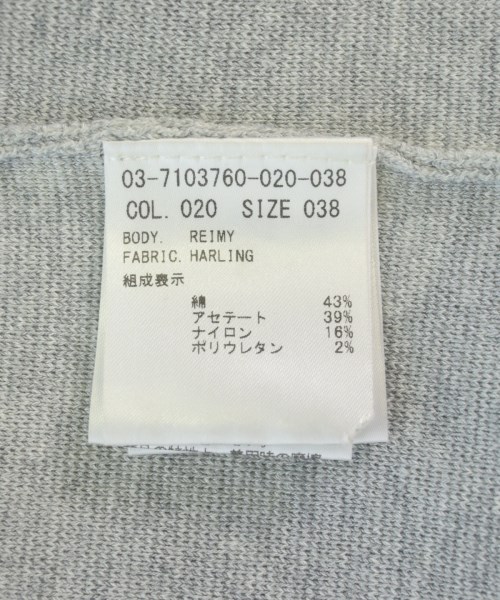 03-7103760-020-038
COL. 020 SIZE 038
BODY. REIMY
FABRIC. HARLING
組成表示
綿 43%
アセテート 39%
ナイロン 16%
ポリウレタン 2%